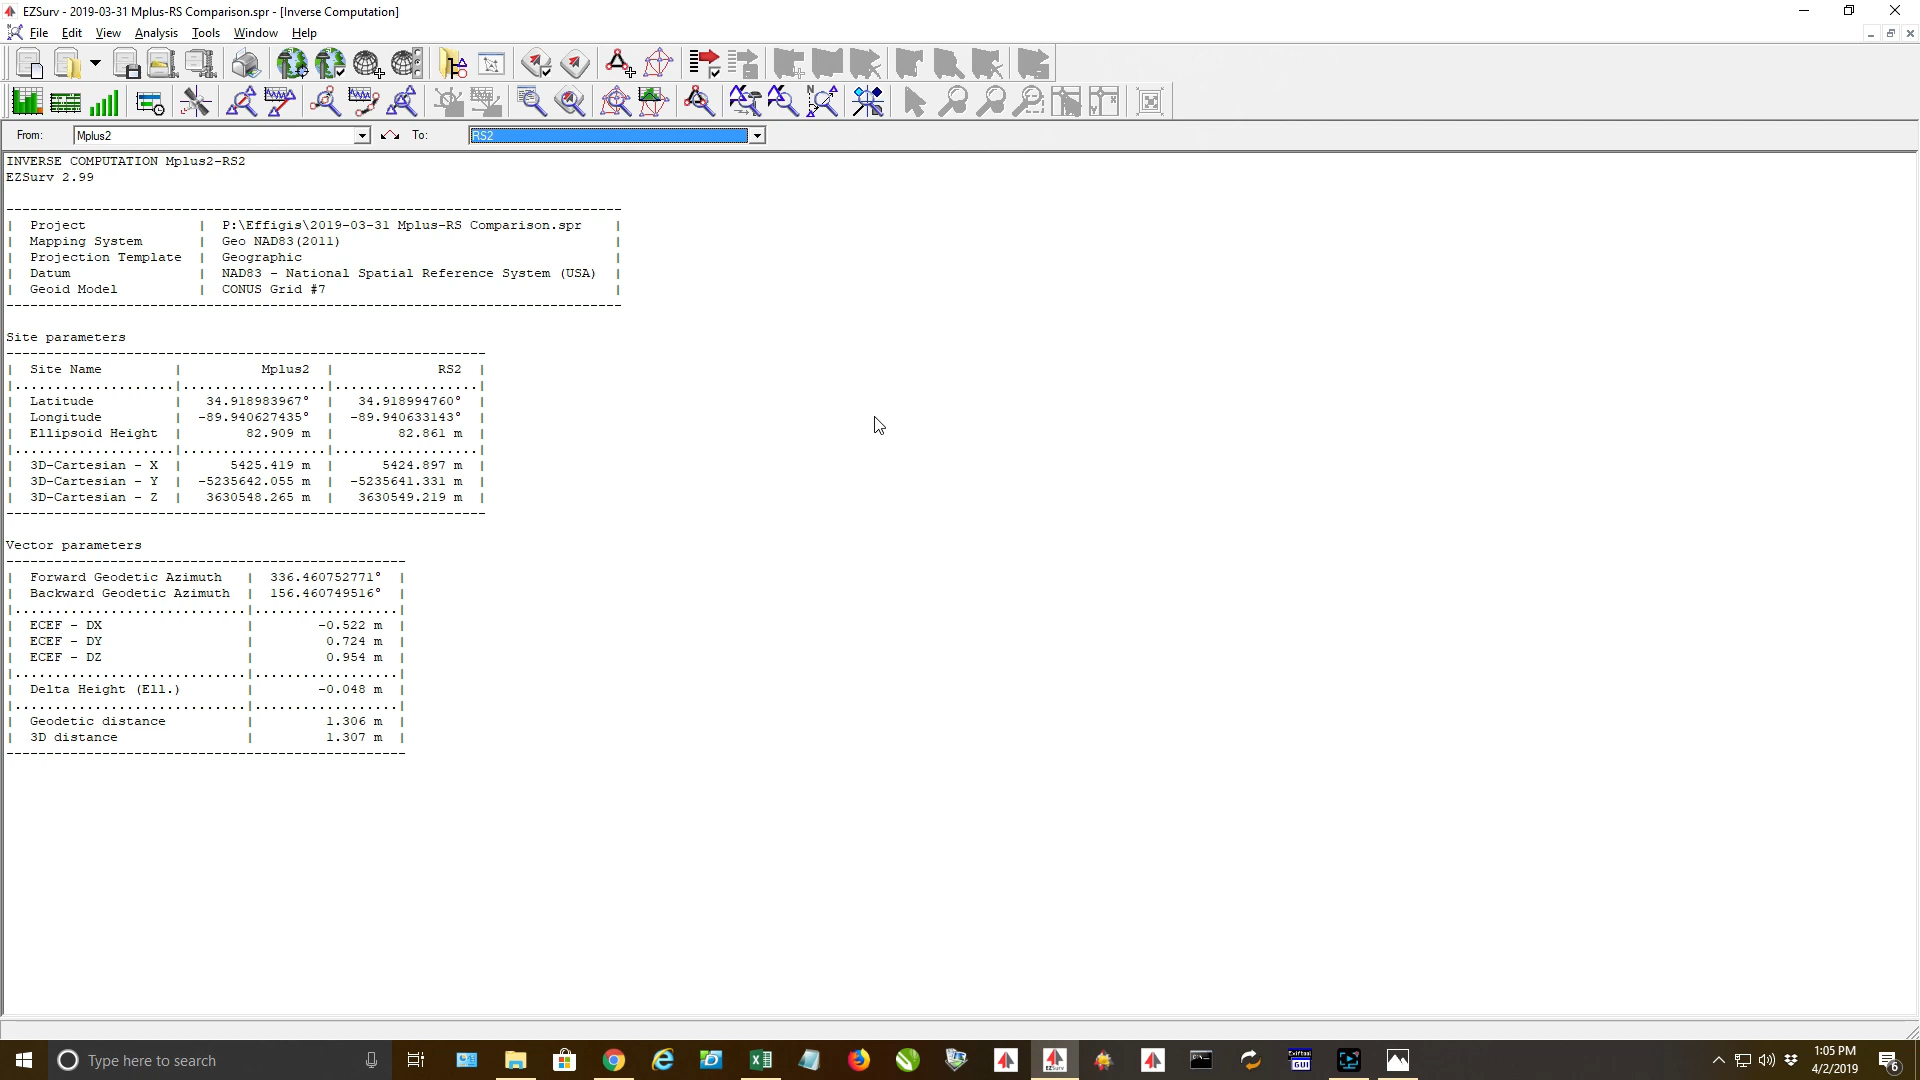 EZSurv - 2019-03-31 Mplus-RS Comparison.spr - [Inverse Computation]
File Edit View Analysis Tools Window Help
From: Mplus2 To: RS2
INVERSE COMPUTATION Mplus2-RS2
EZSurv 2.99
Project | P:\Effigis\2019-03-31 Mplus-RS Comparison.spr
Mapping System | Geo NAD83(2011)
Projection Template | Geographic
Datum | NAD83 - National Spatial Reference System (USA)
Geoid Model | CONUS Grid #7
Site parameters
Site Name | Mplus2 | RS2
Latitude | 34.918983967° | 34.918994760°
Longitude | -89.940627435° | -89.940633143°
Ellipsoid Height | 82.909 m | 82.861 m
3D-Cartesian - X | 5425.419 m | 5424.897 m
3D-Cartesian - Y | -5235642.055 m | -5235641.331 m
3D-Cartesian - Z | 3630548.265 m | 3630549.219 m
Vector parameters
Forward Geodetic Azimuth | 336.460752771°
Backward Geodetic Azimuth | 156.460749516°
ECEF - DX | -0.522 m
ECEF - DY | 0.724 m
ECEF - DZ | 0.954 m
Delta Height (Ell.) | -0.048 m
Geodetic distance | 1.306 m
3D distance | 1.307 m
Type here to search
1:05 PM
4/2/2019
6